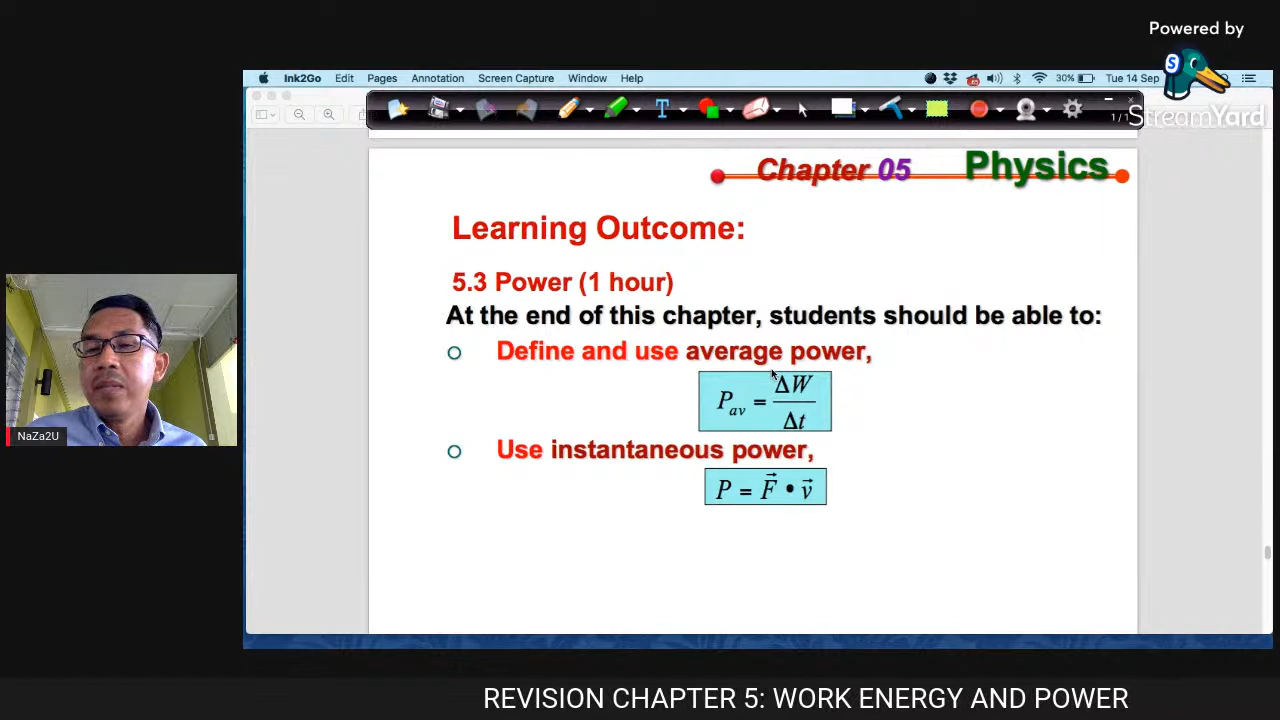 Powered by
S
StreamYard
Ink2Go Edit Pages Annotation Screen Capture Window Help 30% Tue 14 Sep
T
1/1
Chapter 05 Physics
Learning Outcome:
5.3 Power (1 hour)
At the end of this chapter, students should be able to:
Define and use average power,
P_av = ΔW/Δt
Use instantaneous power,
P = F⃗ • v⃗
NaZa2U
REVISION CHAPTER 5: WORK ENERGY AND POWER